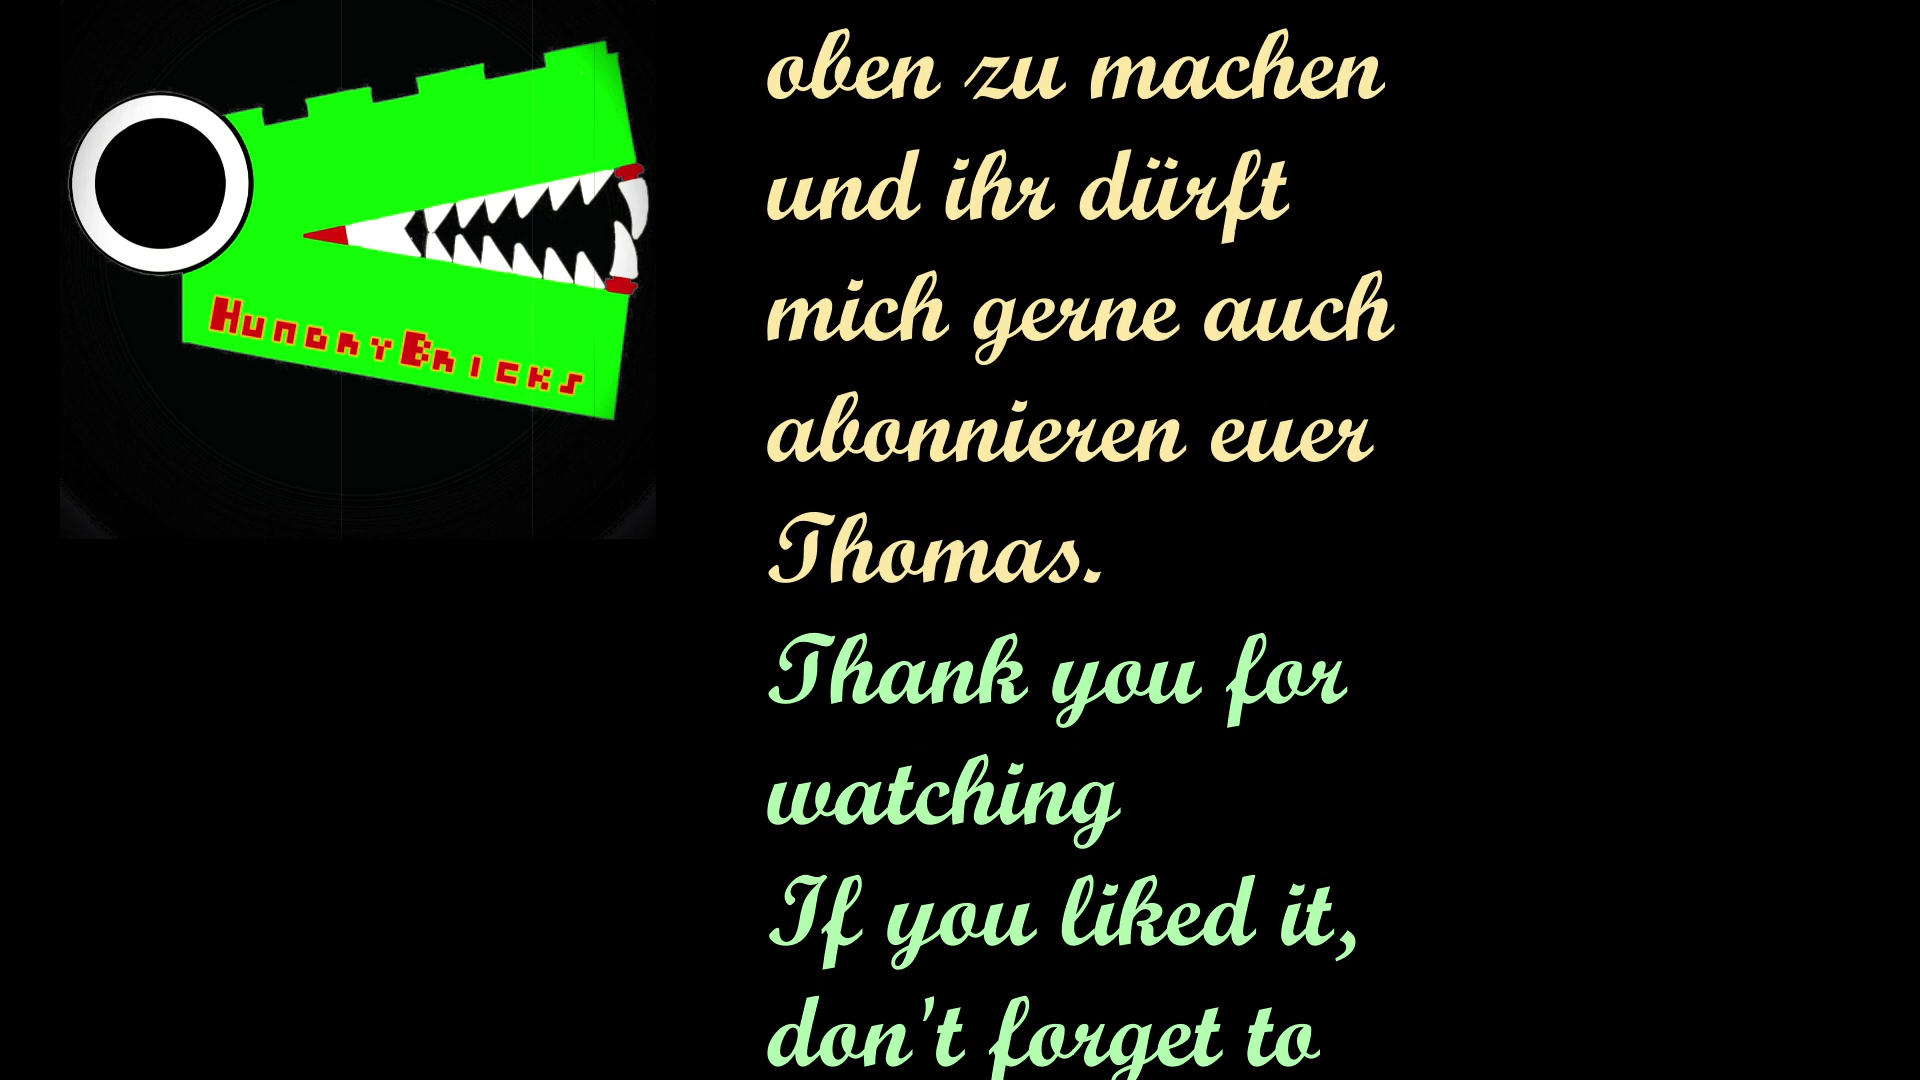 HungryBricks
oben zu machen
und ihr dürft
mich gerne auch
abonnieren euer
Thomas.
Thank you for
watching
If you liked it,
don't forget to